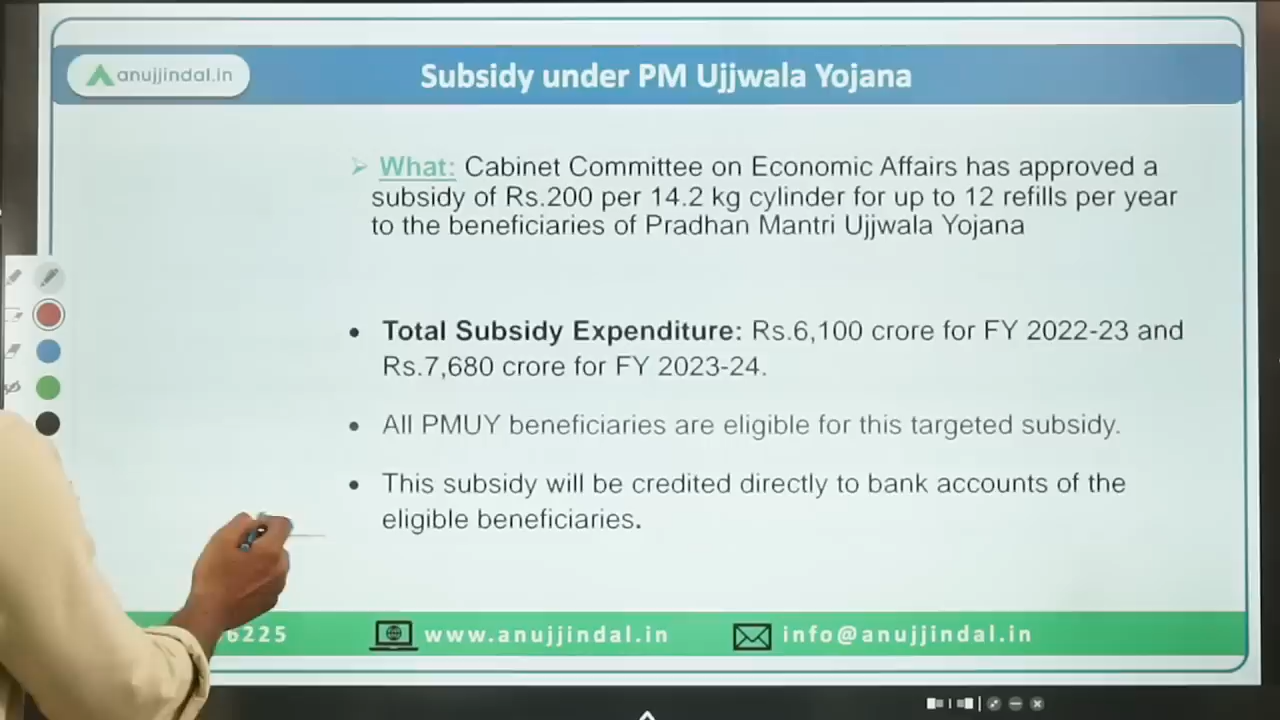 anujjindal.in
Subsidy under PM Ujjwala Yojana
What: Cabinet Committee on Economic Affairs has approved a
subsidy of Rs.200 per 14.2 kg cylinder for up to 12 refills per year
to the beneficiaries of Pradhan Mantri Ujjwala Yojana
• Total Subsidy Expenditure: Rs.6,100 crore for FY 2022-23 and
Rs.7,680 crore for FY 2023-24.
• All PMUY beneficiaries are eligible for this targeted subsidy.
• This subsidy will be credited directly to bank accounts of the
eligible beneficiaries.
6225 www.anujjindal.in info@anujjindal.in